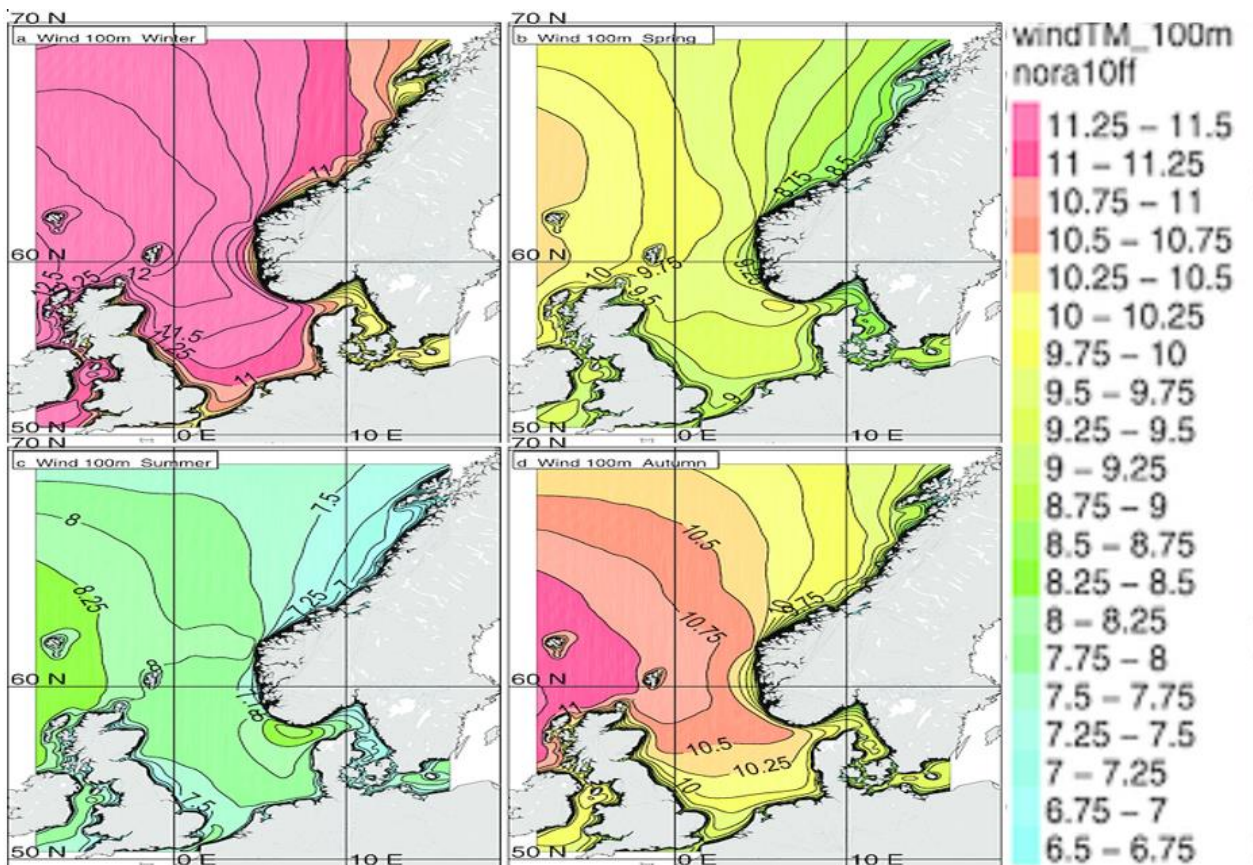 70 N
a Wind 100m Winter
11
60 N
12
.5
.25
11.5
.25
11
50 N
0 E
10 E
70 N
b Wind 100m Spring
8.5
8.75
60 N
10
9.75
9.5
9
50 N
0 E
10 E
70 N
c Wind 100m Summer
7.5
8
8.25
7
7.25
8
60 N
7.5
50 N
0 E
10 E
d Wind 100m Autumn
10.5
10.75
10
9.75
60 N
11
10.5
10.25
10
50 N
0 E
10 E
windTM_100m
nora10ff
11.25 – 11.5
11 – 11.25
10.75 – 11
10.5 – 10.75
10.25 – 10.5
10 – 10.25
9.75 – 10
9.5 – 9.75
9.25 – 9.5
9 – 9.25
8.75 – 9
8.5 – 8.75
8.25 – 8.5
8 – 8.25
7.75 – 8
7.5 – 7.75
7.25 – 7.5
7 – 7.25
6.75 – 7
6.5 – 6.75